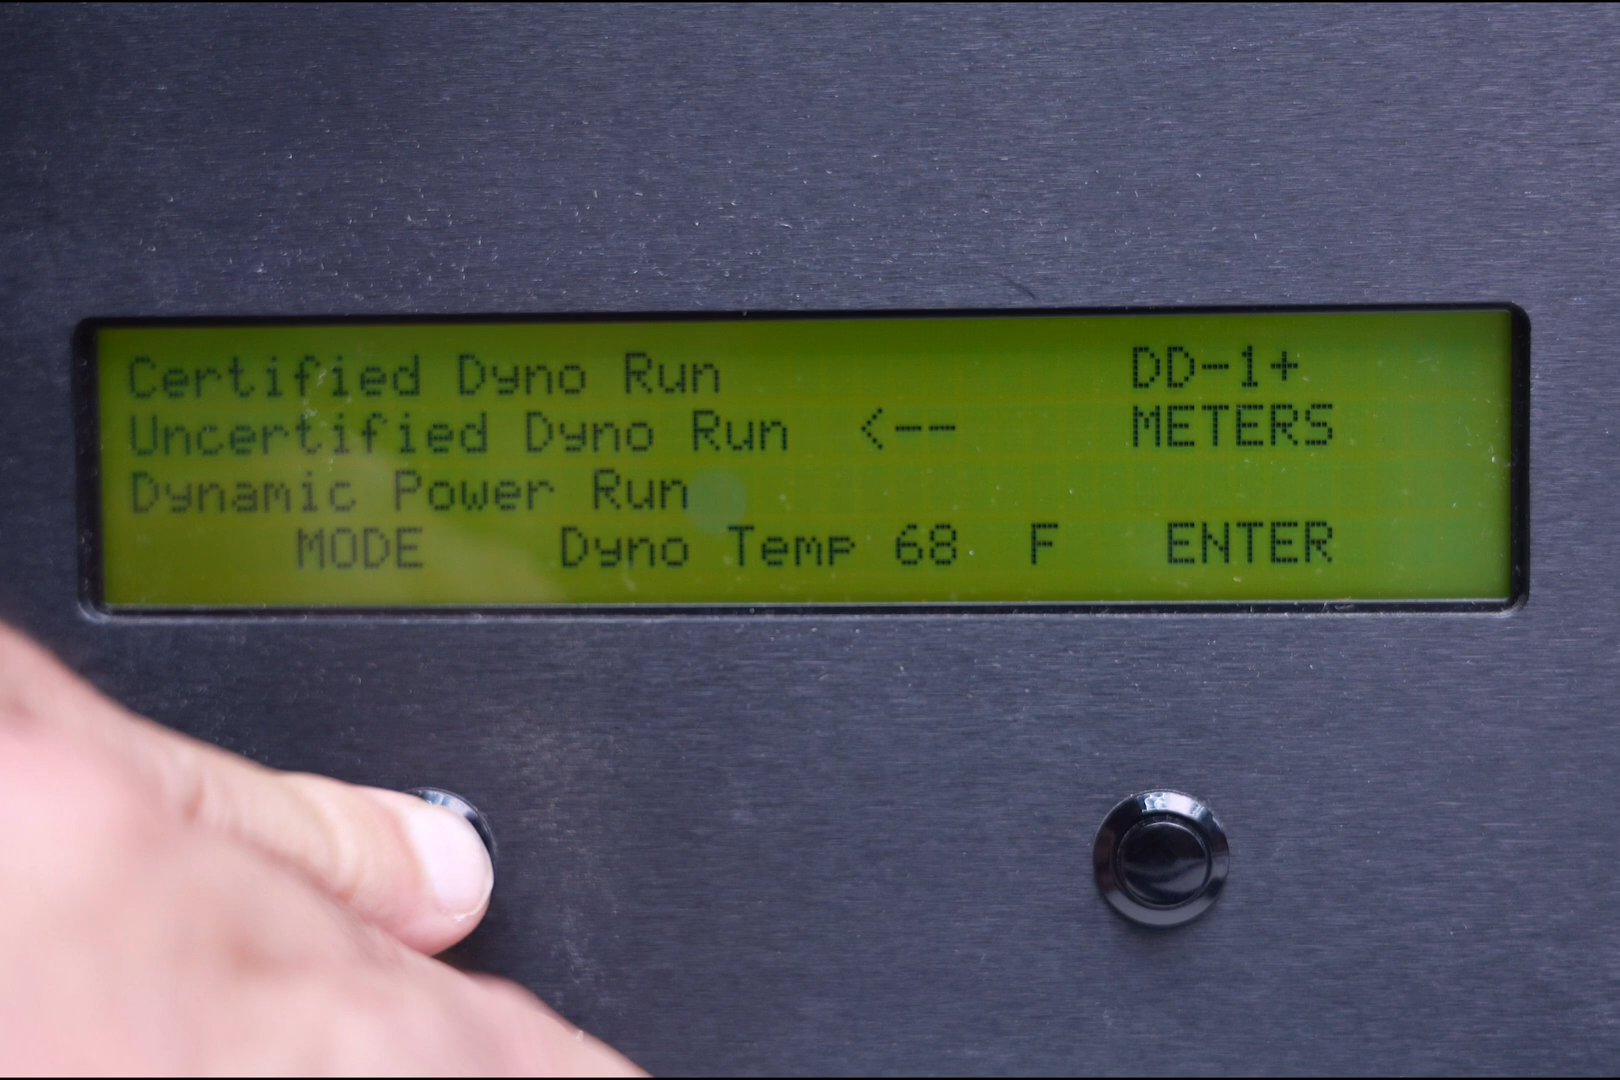 Certified Dyno Run DD-1+
Uncertified Dyno Run <-- METERS
Dynamic Power Run
MODE Dyno Temp 68 F ENTER